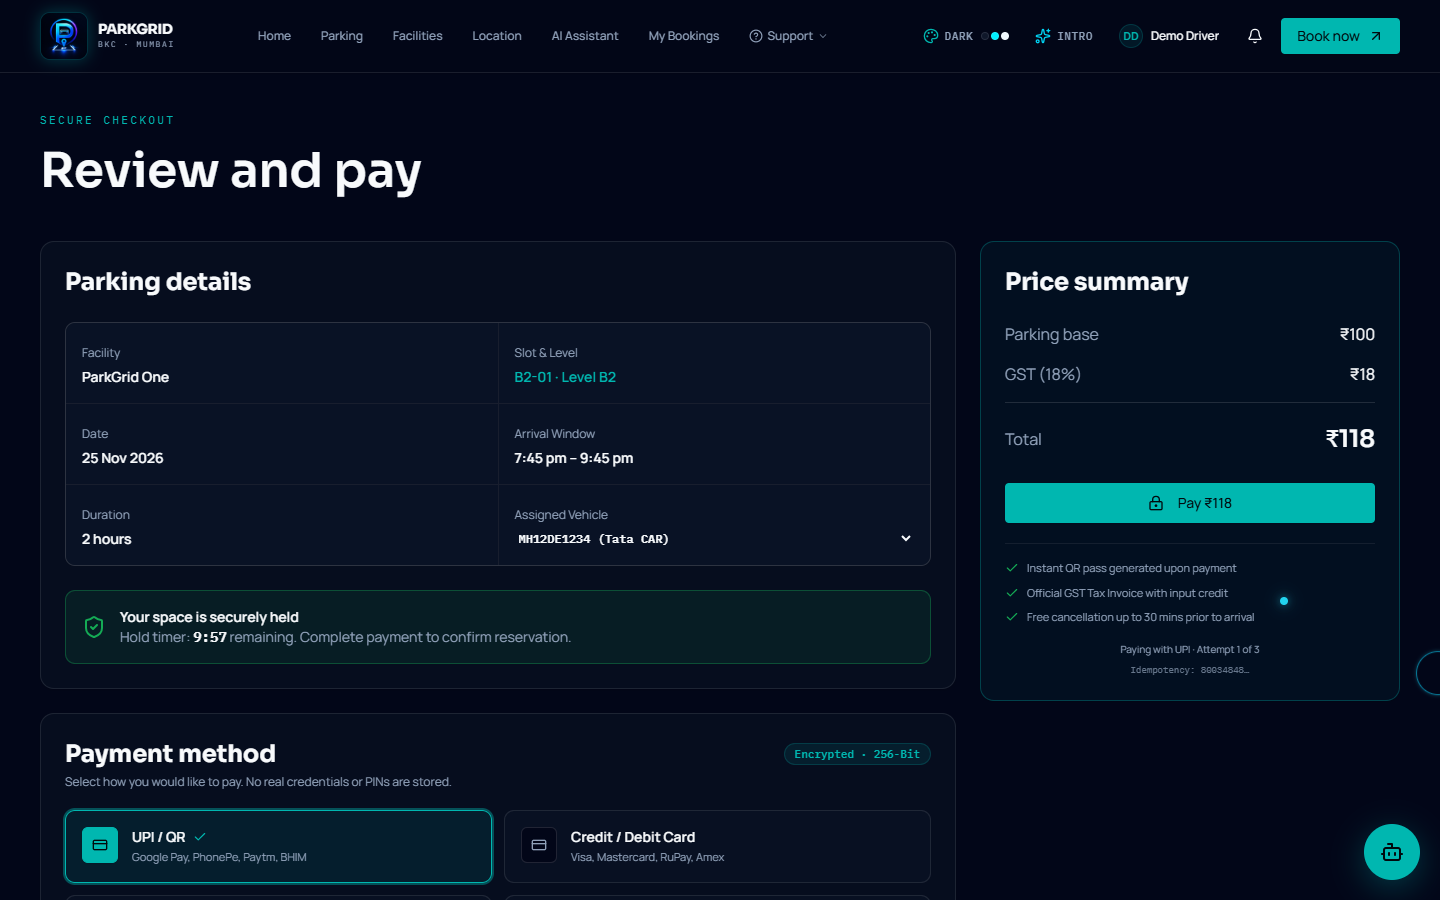 PARKGRID
BKC · MUMBAI
Home
Parking
Facilities
Location
AI Assistant
My Bookings
Support
DARK
INTRO
DD
Demo Driver
Book now
SECURE CHECKOUT
Review and pay
Parking details
Facility
ParkGrid One
Slot & Level
B2-01 · Level B2
Date
25 Nov 2026
Arrival Window
7:45 pm – 9:45 pm
Duration
2 hours
Assigned Vehicle
MH12DE1234 (Tata CAR)
Your space is securely held
Hold timer: 9:57 remaining. Complete payment to confirm reservation.
Price summary
Parking base
₹100
GST (18%)
₹18
Total
₹118
Pay ₹118
Instant QR pass generated upon payment
Official GST Tax Invoice with input credit
Free cancellation up to 30 mins prior to arrival
Paying with UPI · Attempt 1 of 3
Idempotency: 80034848…
Payment method
Encrypted · 256-Bit
Select how you would like to pay. No real credentials or PINs are stored.
UPI / QR
Google Pay, PhonePe, Paytm, BHIM
Credit / Debit Card
Visa, Mastercard, RuPay, Amex